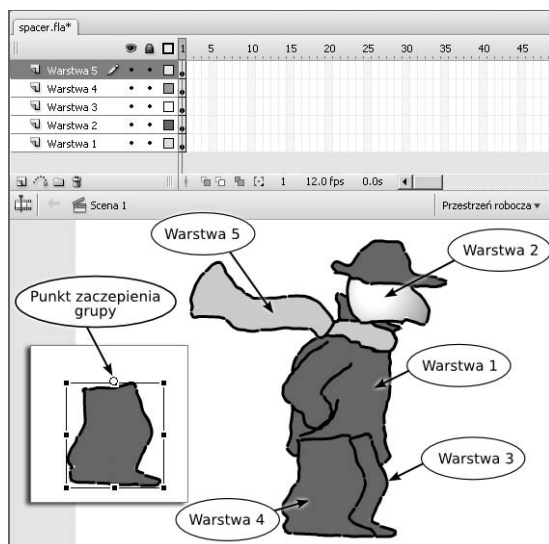 spacer.fla*
1 5 10 15 20 25 30 35 40 45
Warstwa 5
Warstwa 4
Warstwa 3
Warstwa 2
Warstwa 1
1 12.0 fps 0.0s
Scena 1 Przestrzeń robocza
Warstwa 5
Warstwa 2
Punkt zaczepienia
grupy
Warstwa 1
Warstwa 3
Warstwa 4